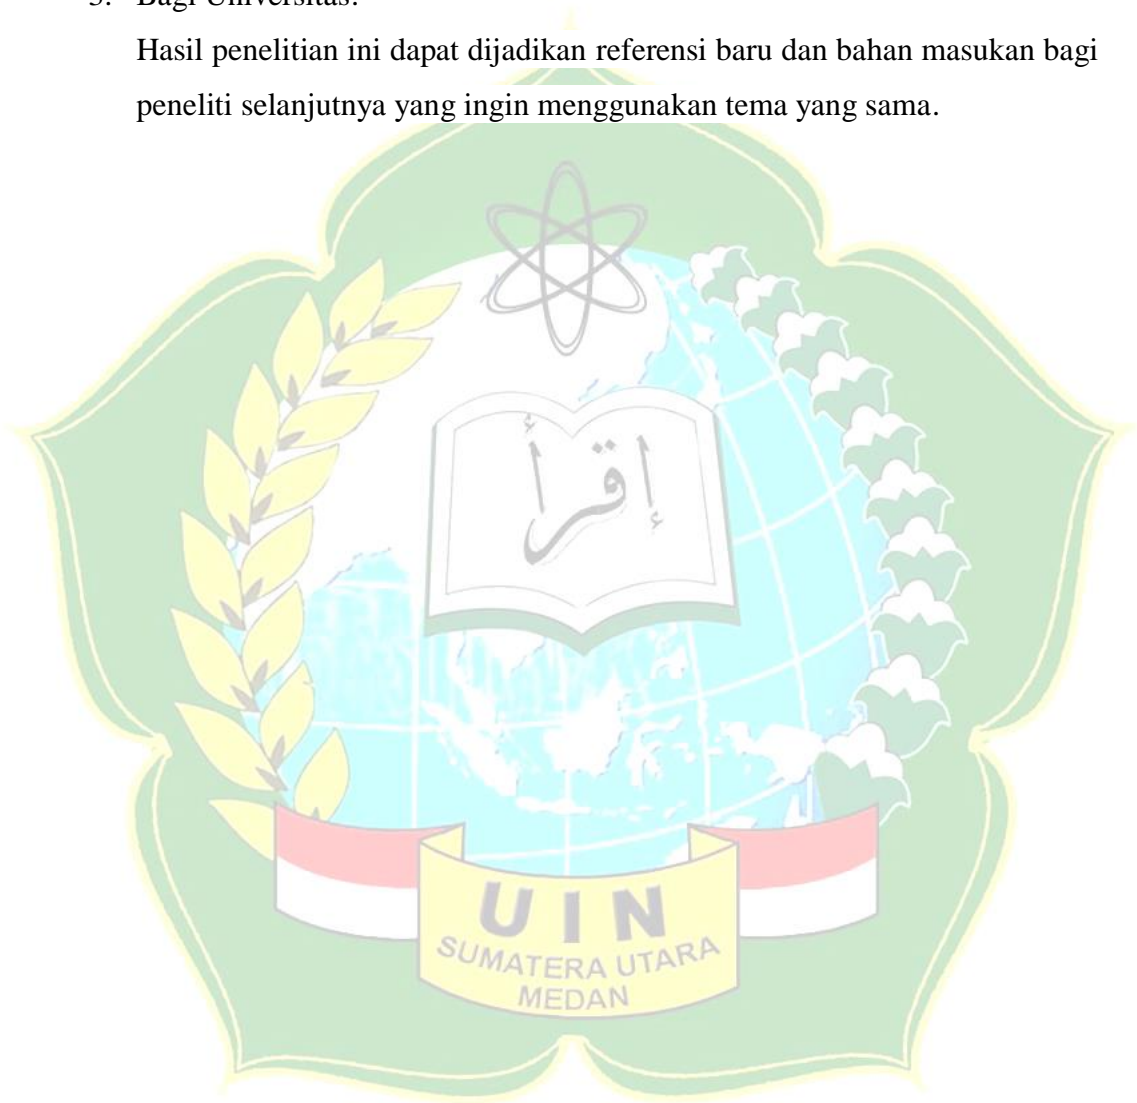 3. Bagi Universitas:
Hasil penelitian ini dapat dijadikan referensi baru dan bahan masukan bagi
peneliti selanjutnya yang ingin menggunakan tema yang sama.
إقرأ
UIN
SUMATERA UTARA
MEDAN